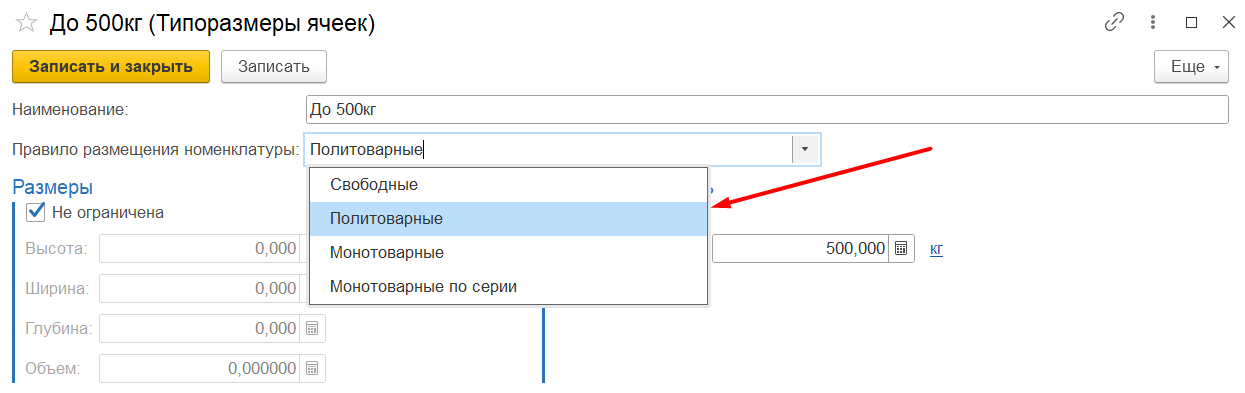 До 500кг (Типоразмеры ячеек)
Записать и закрыть
Записать
Еще
Наименование:
До 500кг
Правило размещения номенклатуры:
Политоварные
Свободные
Политоварные
Монотоварные
Монотоварные по серии
Размеры
Не ограничена
Высота:
0,000
500,000
кг
Ширина:
0,000
Глубина:
0,000
Объем:
0,000000